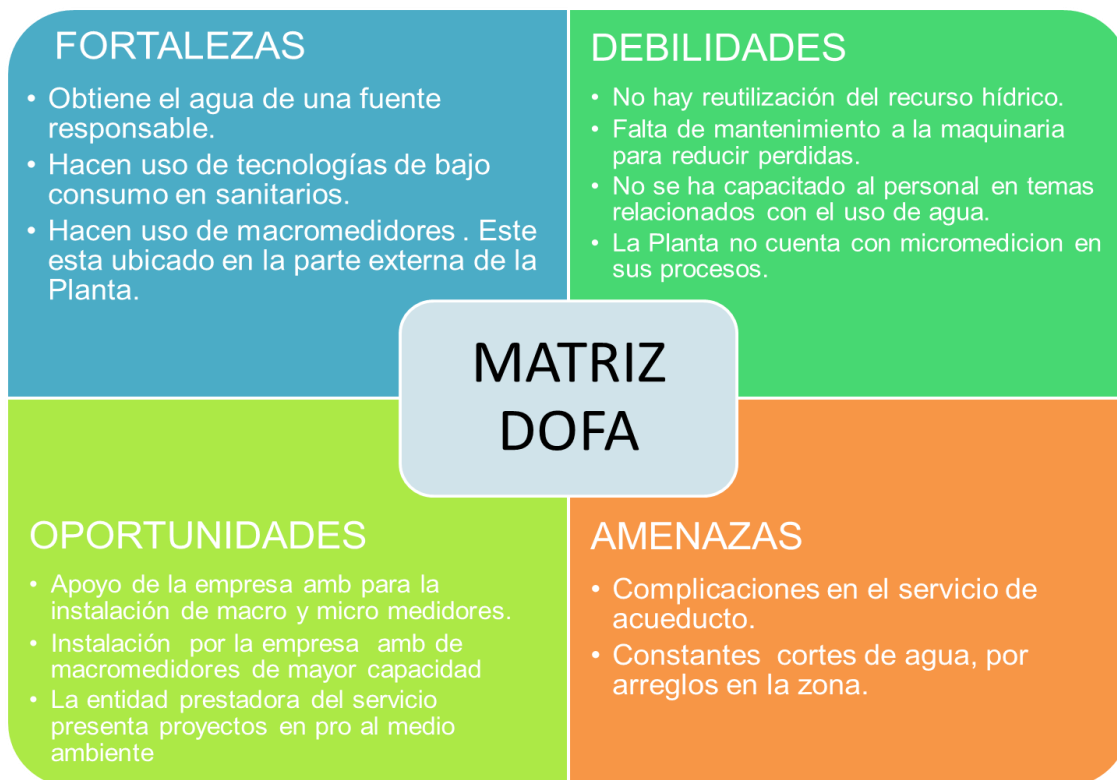 FORTALEZAS
• Obtiene el agua de una fuente
responsable.
• Hacen uso de tecnologías de bajo
consumo en sanitarios.
• Hacen uso de macromedidores . Este
esta ubicado en la parte externa de la
Planta.
DEBILIDADES
• No hay reutilización del recurso hídrico.
• Falta de mantenimiento a la maquinaria
para reducir perdidas.
• No se ha capacitado al personal en temas
relacionados con el uso de agua.
• La Planta no cuenta con micromedicion en
sus procesos.
MATRIZ
DOFA
OPORTUNIDADES
• Apoyo de la empresa amb para la
instalación de macro y micro medidores.
• Instalación por la empresa amb de
macromedidores de mayor capacidad
• La entidad prestadora del servicio
presenta proyectos en pro al medio
ambiente
AMENAZAS
• Complicaciones en el servicio de
acueducto.
• Constantes cortes de agua, por
arreglos en la zona.